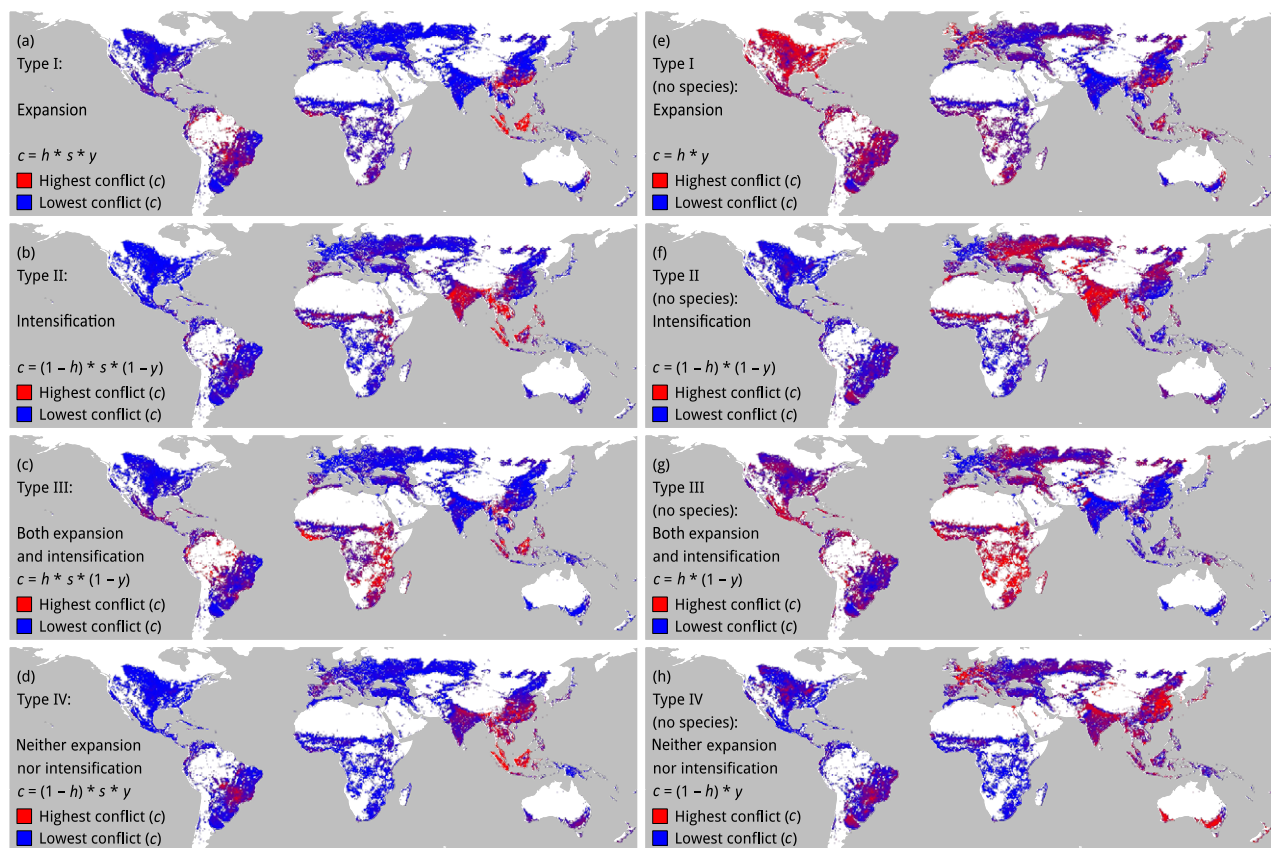 (a)
Type I:
Expansion
c = h * s * y
Highest conflict (c)
Lowest conflict (c)
(e)
Type I
(no species):
Expansion
c = h * y
Highest conflict (c)
Lowest conflict (c)
(b)
Type II:
Intensification
c = (1 – h) * s * (1 – y)
Highest conflict (c)
Lowest conflict (c)
(f)
Type II
(no species):
Intensification
c = (1 – h) * (1 – y)
Highest conflict (c)
Lowest conflict (c)
(c)
Type III:
Both expansion
and intensification
c = h * s * (1 – y)
Highest conflict (c)
Lowest conflict (c)
(g)
Type III
(no species):
Both expansion
and intensification
c = h * (1 – y)
Highest conflict (c)
Lowest conflict (c)
(d)
Type IV:
Neither expansion
nor intensification
c = (1 – h) * s * y
Highest conflict (c)
Lowest conflict (c)
(h)
Type IV
(no species):
Neither expansion
nor intensification
c = (1 – h) * y
Highest conflict (c)
Lowest conflict (c)